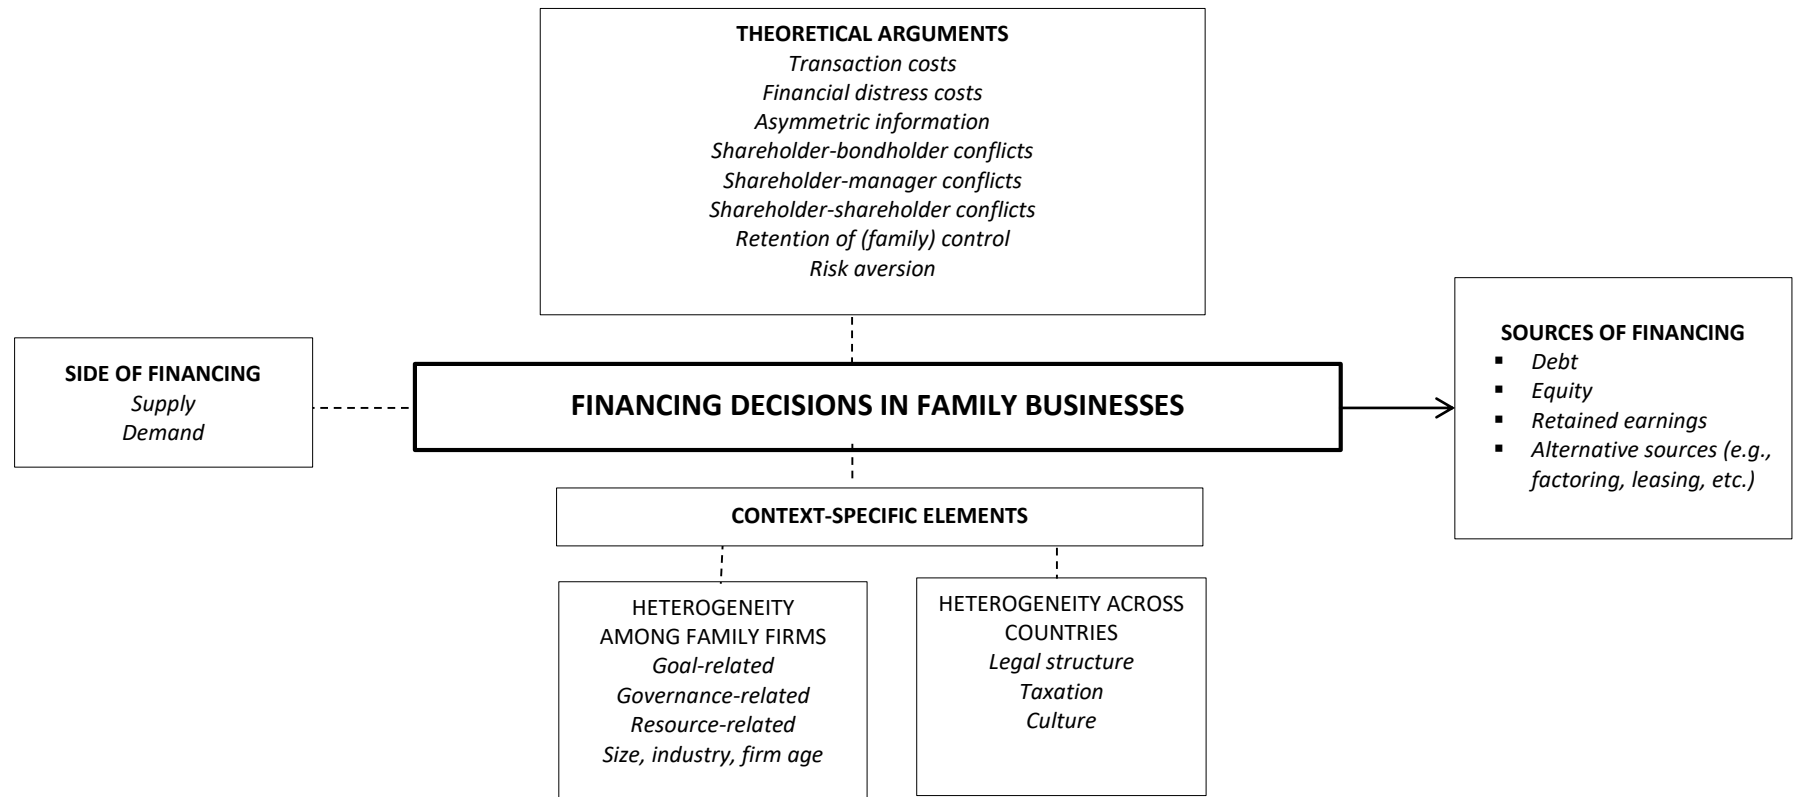 THEORETICAL ARGUMENTS
Transaction costs
Financial distress costs
Asymmetric information
Shareholder-bondholder conflicts
Shareholder-manager conflicts
Shareholder-shareholder conflicts
Retention of (family) control
Risk aversion
SIDE OF FINANCING
Supply
Demand
FINANCING DECISIONS IN FAMILY BUSINESSES
SOURCES OF FINANCING
▪ Debt
▪ Equity
▪ Retained earnings
▪ Alternative sources (e.g.,
factoring, leasing, etc.)
CONTEXT-SPECIFIC ELEMENTS
HETEROGENEITY
AMONG FAMILY FIRMS
Goal-related
Governance-related
Resource-related
Size, industry, firm age
HETEROGENEITY ACROSS
COUNTRIES
Legal structure
Taxation
Culture